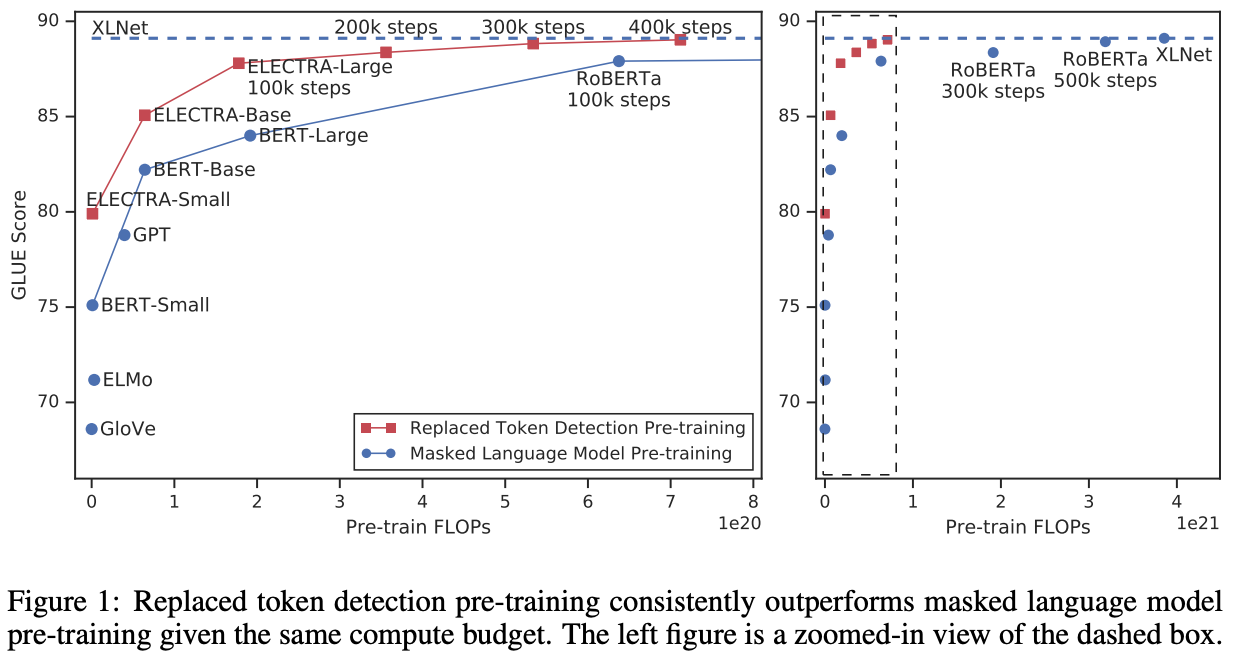 XLNet
200k steps
300k steps
400k steps
ELECTRA-Large
100k steps
RoBERTa
100k steps
ELECTRA-Base
BERT-Large
BERT-Base
ELECTRA-Small
GPT
BERT-Small
ELMo
GloVe
Replaced Token Detection Pre-training
Masked Language Model Pre-training
GLUE Score
90
85
80
75
70
0 1 2 3 4 5 6 7 8
Pre-train FLOPs
1e20
RoBERTa
300k steps
RoBERTa
500k steps
XLNet
90
85
80
75
70
0 1 2 3 4
Pre-train FLOPs
1e21
Figure 1: Replaced token detection pre-training consistently outperforms masked language model
pre-training given the same compute budget. The left figure is a zoomed-in view of the dashed box.